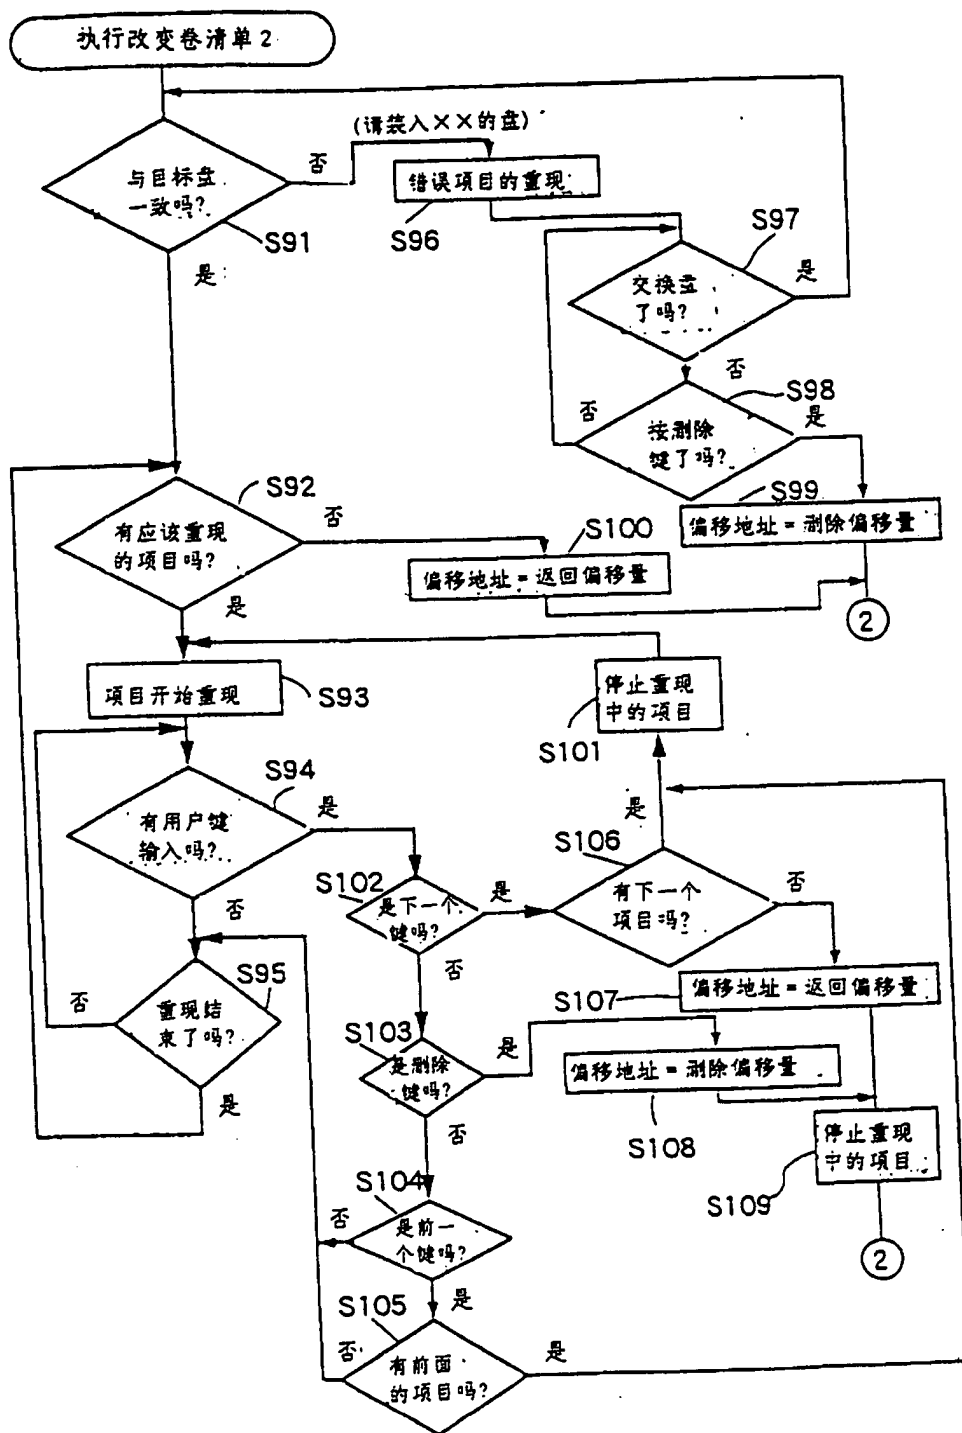 执行改变卷清单2
(请装入××的盘)
与目标盘
一致吗?
否
S91
是
错误项目的重现
S96
S97
交换盘
了吗?
是
否
S98
按删除
键了吗?
否
是
S99
偏移地址=删除偏移量
S92
有应该重现
的项目吗?
否
S100
偏移地址=返回偏移量
是
2
项目开始重现
S93
停止重现
中的项目
S101
S94
有用户键
输入吗?
是
否
S102
是下一个
键吗?
是
否
S106
有下一个
项目吗?
是
否
S95
重现结
束了吗?
否
是
S107
偏移地址=返回偏移量
S103
是删除
键吗?
是
否
偏移地址=删除偏移量
S108
停止重现
中的项目
S109
2
S104
是前一
个键吗?
否
是
S105
有前面
的项目吗?
否
是